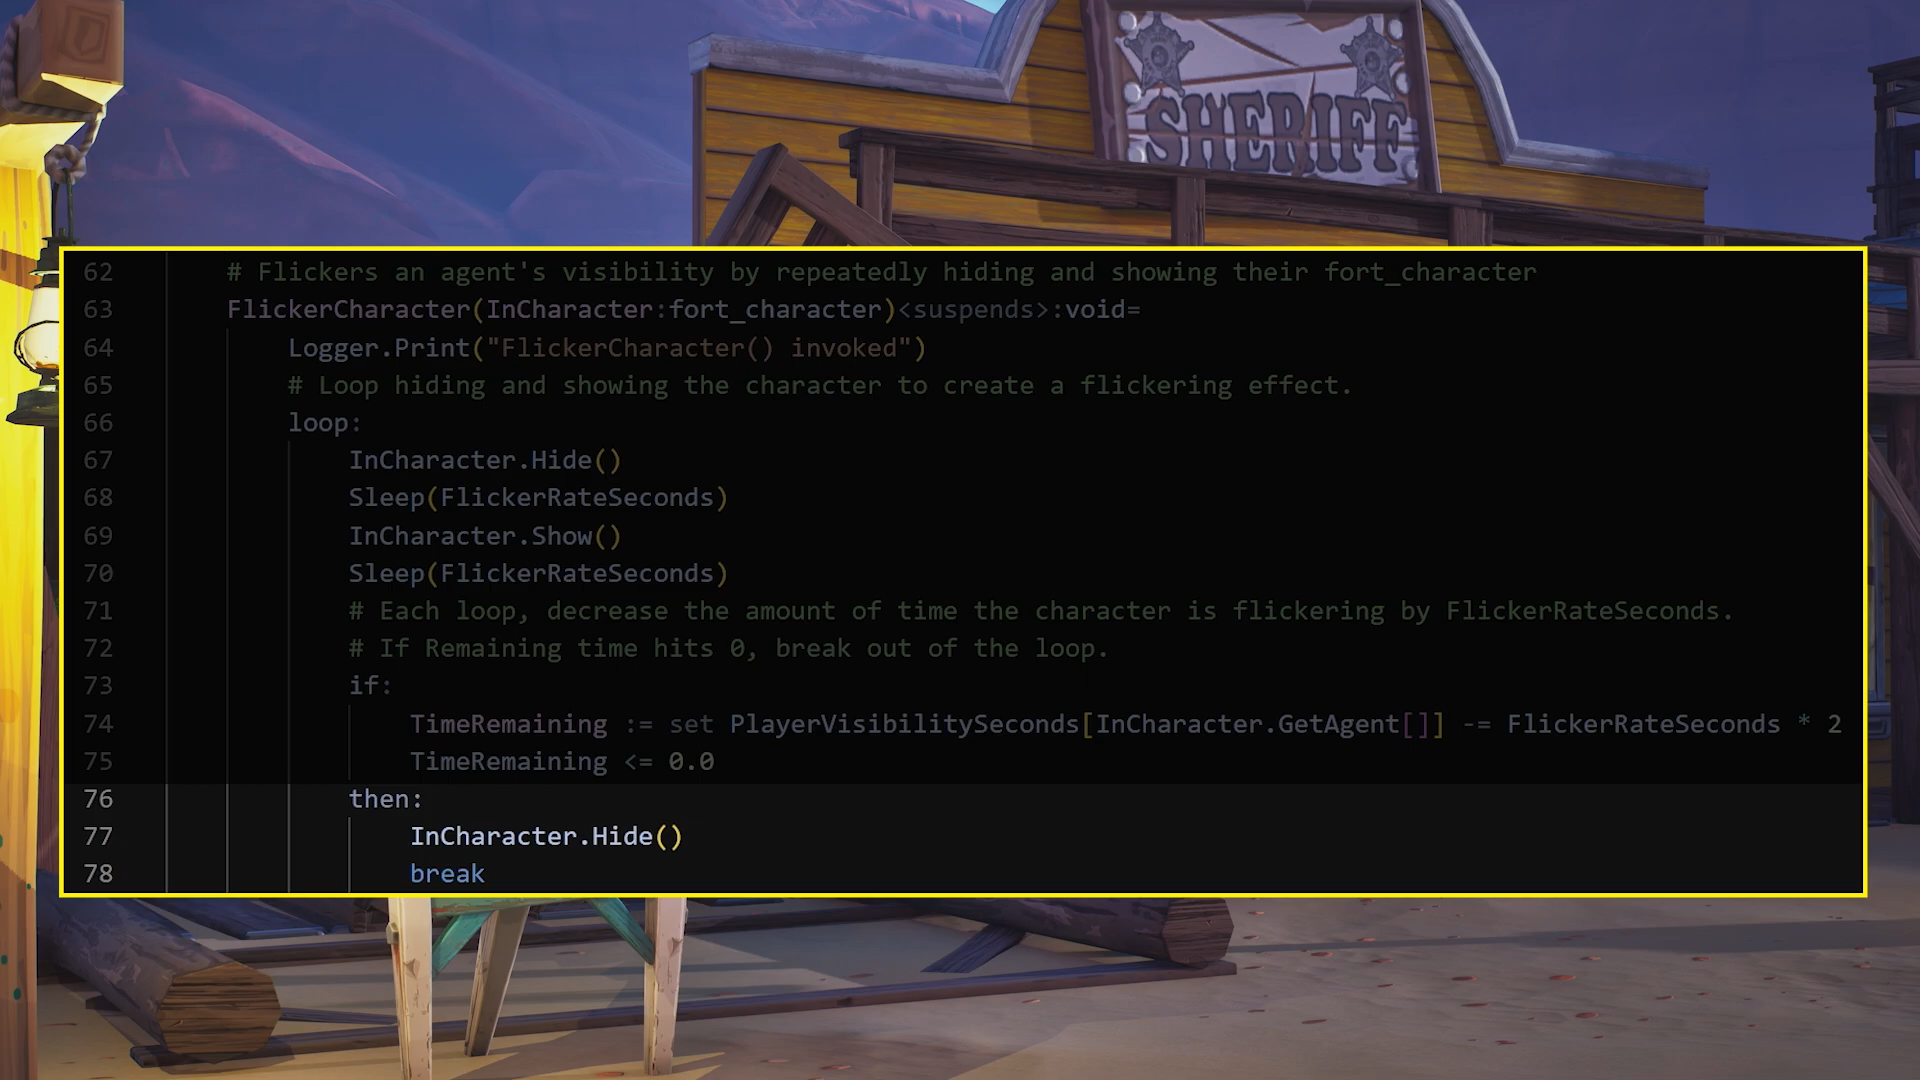 SHERIFF
62 # Flickers an agent's visibility by repeatedly hiding and showing their fort_character
63 FlickerCharacter(InCharacter:fort_character)<suspends>:void=
64 Logger.Print("FlickerCharacter() invoked")
65 # Loop hiding and showing the character to create a flickering effect.
66 loop:
67 InCharacter.Hide()
68 Sleep(FlickerRateSeconds)
69 InCharacter.Show()
70 Sleep(FlickerRateSeconds)
71 # Each loop, decrease the amount of time the character is flickering by FlickerRateSeconds.
72 # If Remaining time hits 0, break out of the loop.
73 if:
74 TimeRemaining := set PlayerVisibilitySeconds[InCharacter.GetAgent[]] -= FlickerRateSeconds * 2
75 TimeRemaining <= 0.0
76 then:
77 InCharacter.Hide()
78 break